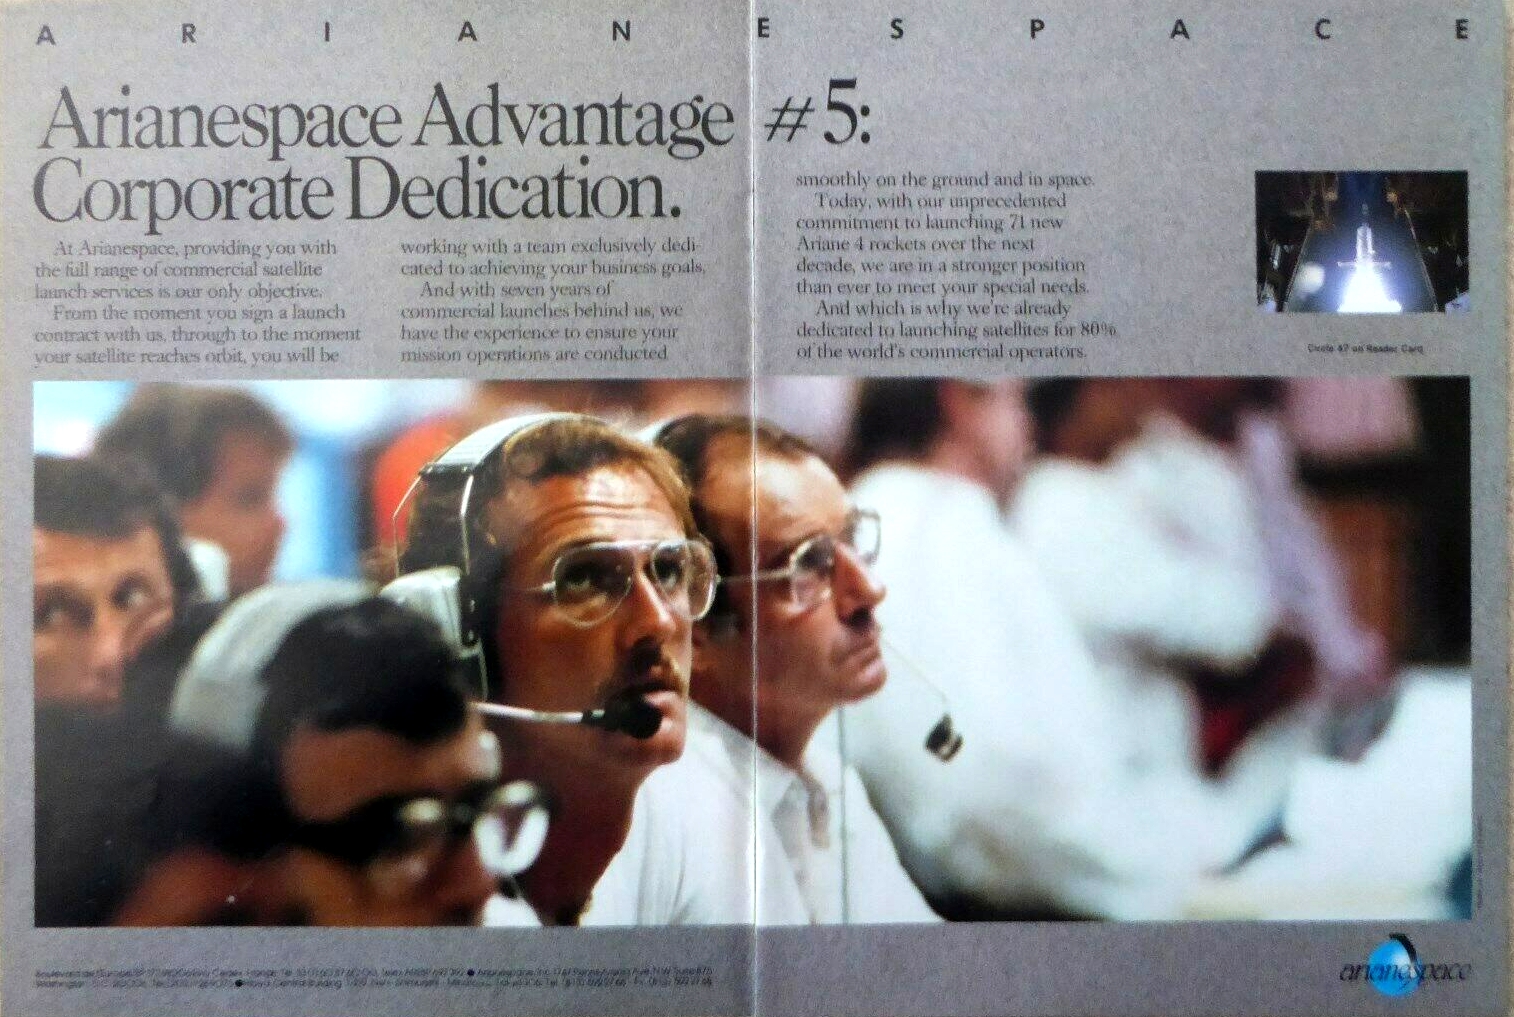 ARIANESPACE
Arianespace Advantage #5:
Corporate Dedication.
At Arianespace, providing you with
the full range of commercial satellite
launch services is our only objective.
From the moment you sign a launch
contract with us, through to the moment
your satellite reaches orbit, you will be
working with a team exclusively dedi-
cated to achieving your business goals.
And with seven years of
commercial launches behind us, we
have the experience to ensure your
mission operations are conducted
smoothly on the ground and in space.
Today, with our unprecedented
commitment to launching 71 new
Ariane 4 rockets over the next
decade, we are in a stronger position
than ever to meet your special needs.
And which is why we're already
dedicated to launching satellites for 80%
of the world's commercial operators.
Circle 47 on Reader Card
arianespace